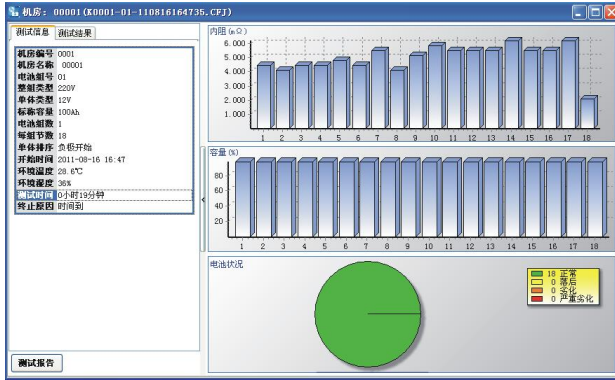 机房: 00001(K0001-01-110816164735.CFJ)
测试信息 测试结果
机房编号 0001
机房名称 00001
电池组号 01
整组类型 220V
单体类型 12V
标称容量 100Ah
电池组数 1
每组节数 18
单体排序 负极开始
开始时间 2011-08-16 16:47
环境温度 28.6℃
环境湿度 36%
测试时间 0小时19分钟
终止原因 时间到
测试报告
内阻(mΩ)
6.000
5.000
4.000
3.000
2.000
1.000
1 2 3 4 5 6 7 8 9 10 11 12 13 14 15 16 17 18
容量(%)
80
60
40
20
1 2 3 4 5 6 7 8 9 10 11 12 13 14 15 16 17 18
电池状况
18 正常
0 落后
0 劣化
0 严重劣化